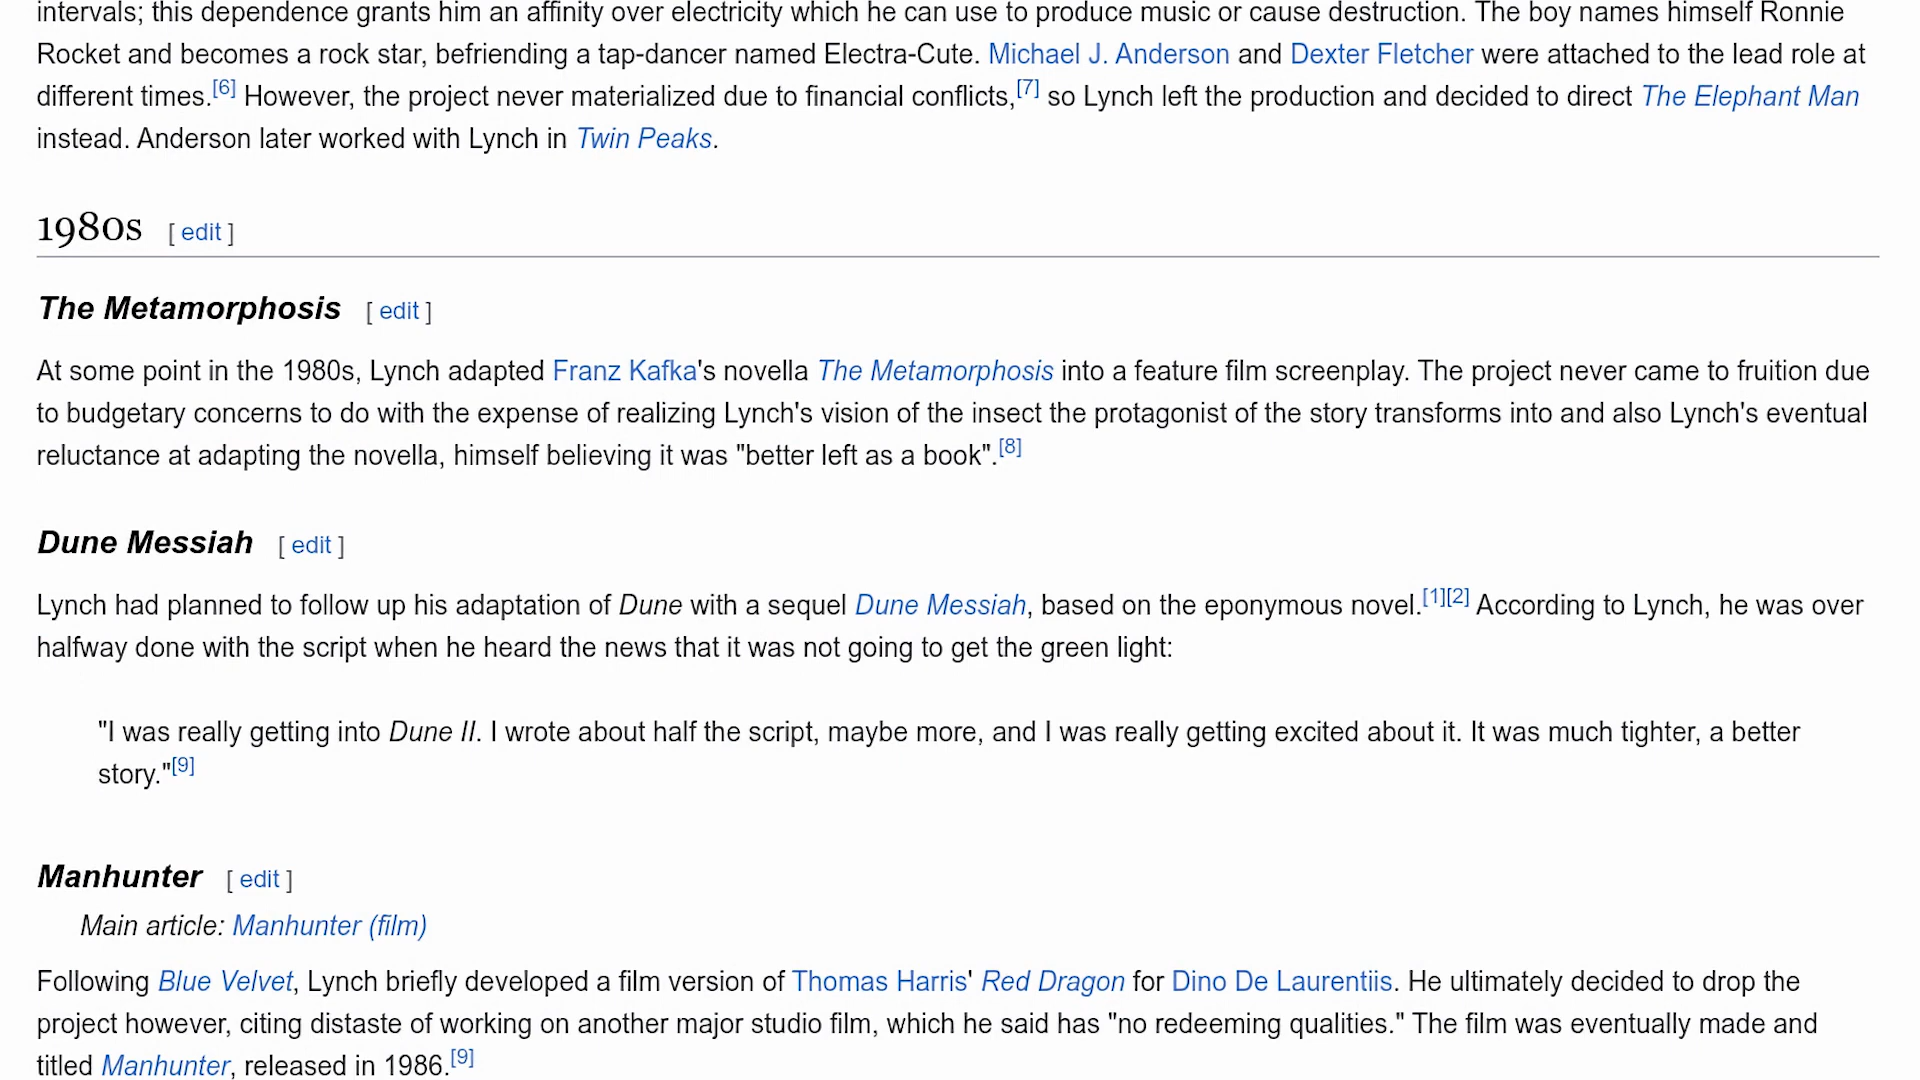 intervals; this dependence grants him an affinity over electricity which he can use to produce music or cause destruction. The boy names himself Ronnie
Rocket and becomes a rock star, befriending a tap-dancer named Electra-Cute. Michael J. Anderson and Dexter Fletcher were attached to the lead role at
different times.[6] However, the project never materialized due to financial conflicts,[7] so Lynch left the production and decided to direct The Elephant Man
instead. Anderson later worked with Lynch in Twin Peaks.
1980s [ edit ]
The Metamorphosis [ edit ]
At some point in the 1980s, Lynch adapted Franz Kafka's novella The Metamorphosis into a feature film screenplay. The project never came to fruition due
to budgetary concerns to do with the expense of realizing Lynch's vision of the insect the protagonist of the story transforms into and also Lynch's eventual
reluctance at adapting the novella, himself believing it was "better left as a book".[8]
Dune Messiah [ edit ]
Lynch had planned to follow up his adaptation of Dune with a sequel Dune Messiah, based on the eponymous novel.[1][2] According to Lynch, he was over
halfway done with the script when he heard the news that it was not going to get the green light:
"I was really getting into Dune II. I wrote about half the script, maybe more, and I was really getting excited about it. It was much tighter, a better
story."[9]
Manhunter [ edit ]
Main article: Manhunter (film)
Following Blue Velvet, Lynch briefly developed a film version of Thomas Harris' Red Dragon for Dino De Laurentiis. He ultimately decided to drop the
project however, citing distaste of working on another major studio film, which he said has "no redeeming qualities." The film was eventually made and
titled Manhunter, released in 1986.[9]